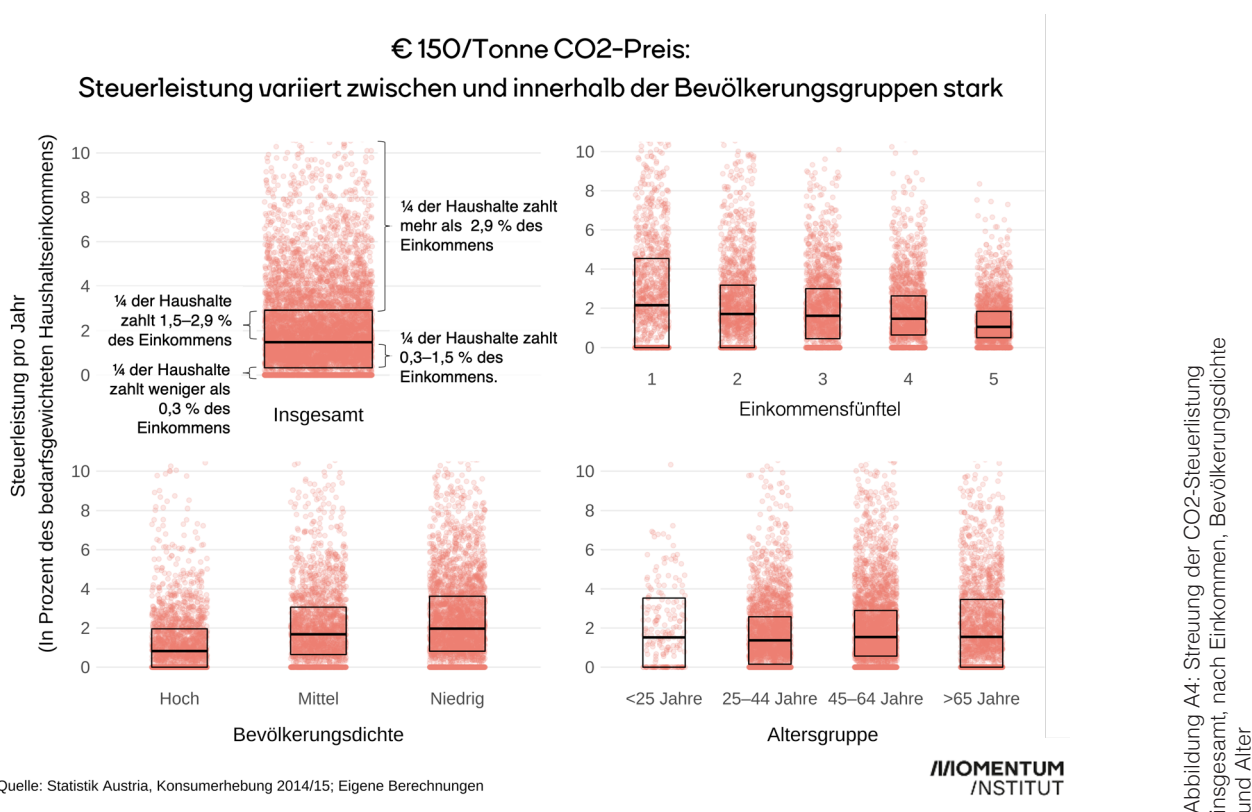 € 150/Tonne CO2-Preis:
Steuerleistung variiert zwischen und innerhalb der Bevölkerungsgruppen stark
Steuerleistung pro Jahr
(In Prozent des bedarfsgewichteten Haushaltseinkommens)
10
8
6
4
2
0
¼ der Haushalte zahlt
mehr als 2,9 % des
Einkommens
¼ der Haushalte
zahlt 1,5–2,9 %
des Einkommens
¼ der Haushalte zahlt
0,3–1,5 % des
Einkommens.
¼ der Haushalte
zahlt weniger als
0,3 % des
Einkommens
Insgesamt
10
8
6
4
2
0
1 2 3 4 5
Einkommensfünftel
10
8
6
4
2
0
Hoch Mittel Niedrig
Bevölkerungsdichte
10
8
6
4
2
0
<25 Jahre 25–44 Jahre 45–64 Jahre >65 Jahre
Altersgruppe
Quelle: Statistik Austria, Konsumerhebung 2014/15; Eigene Berechnungen
MOMENTUM
/NSTITUT
Abbildung A4: Streuung der CO2-Steuerlistung
insgesamt, nach Einkommen, Bevölkerungsdichte
und Alter